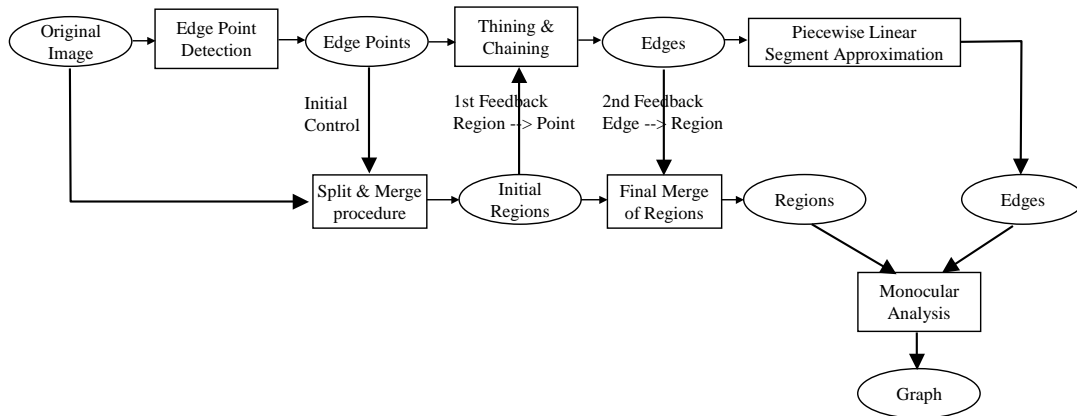 Original
Image
Edge Point
Detection
Edge Points
Thining &
Chaining
Edges
Piecewise Linear
Segment Approximation
Initial
Control
1st Feedback
Region --> Point
2nd Feedback
Edge --> Region
Split & Merge
procedure
Initial
Regions
Final Merge
of Regions
Regions
Edges
Monocular
Analysis
Graph